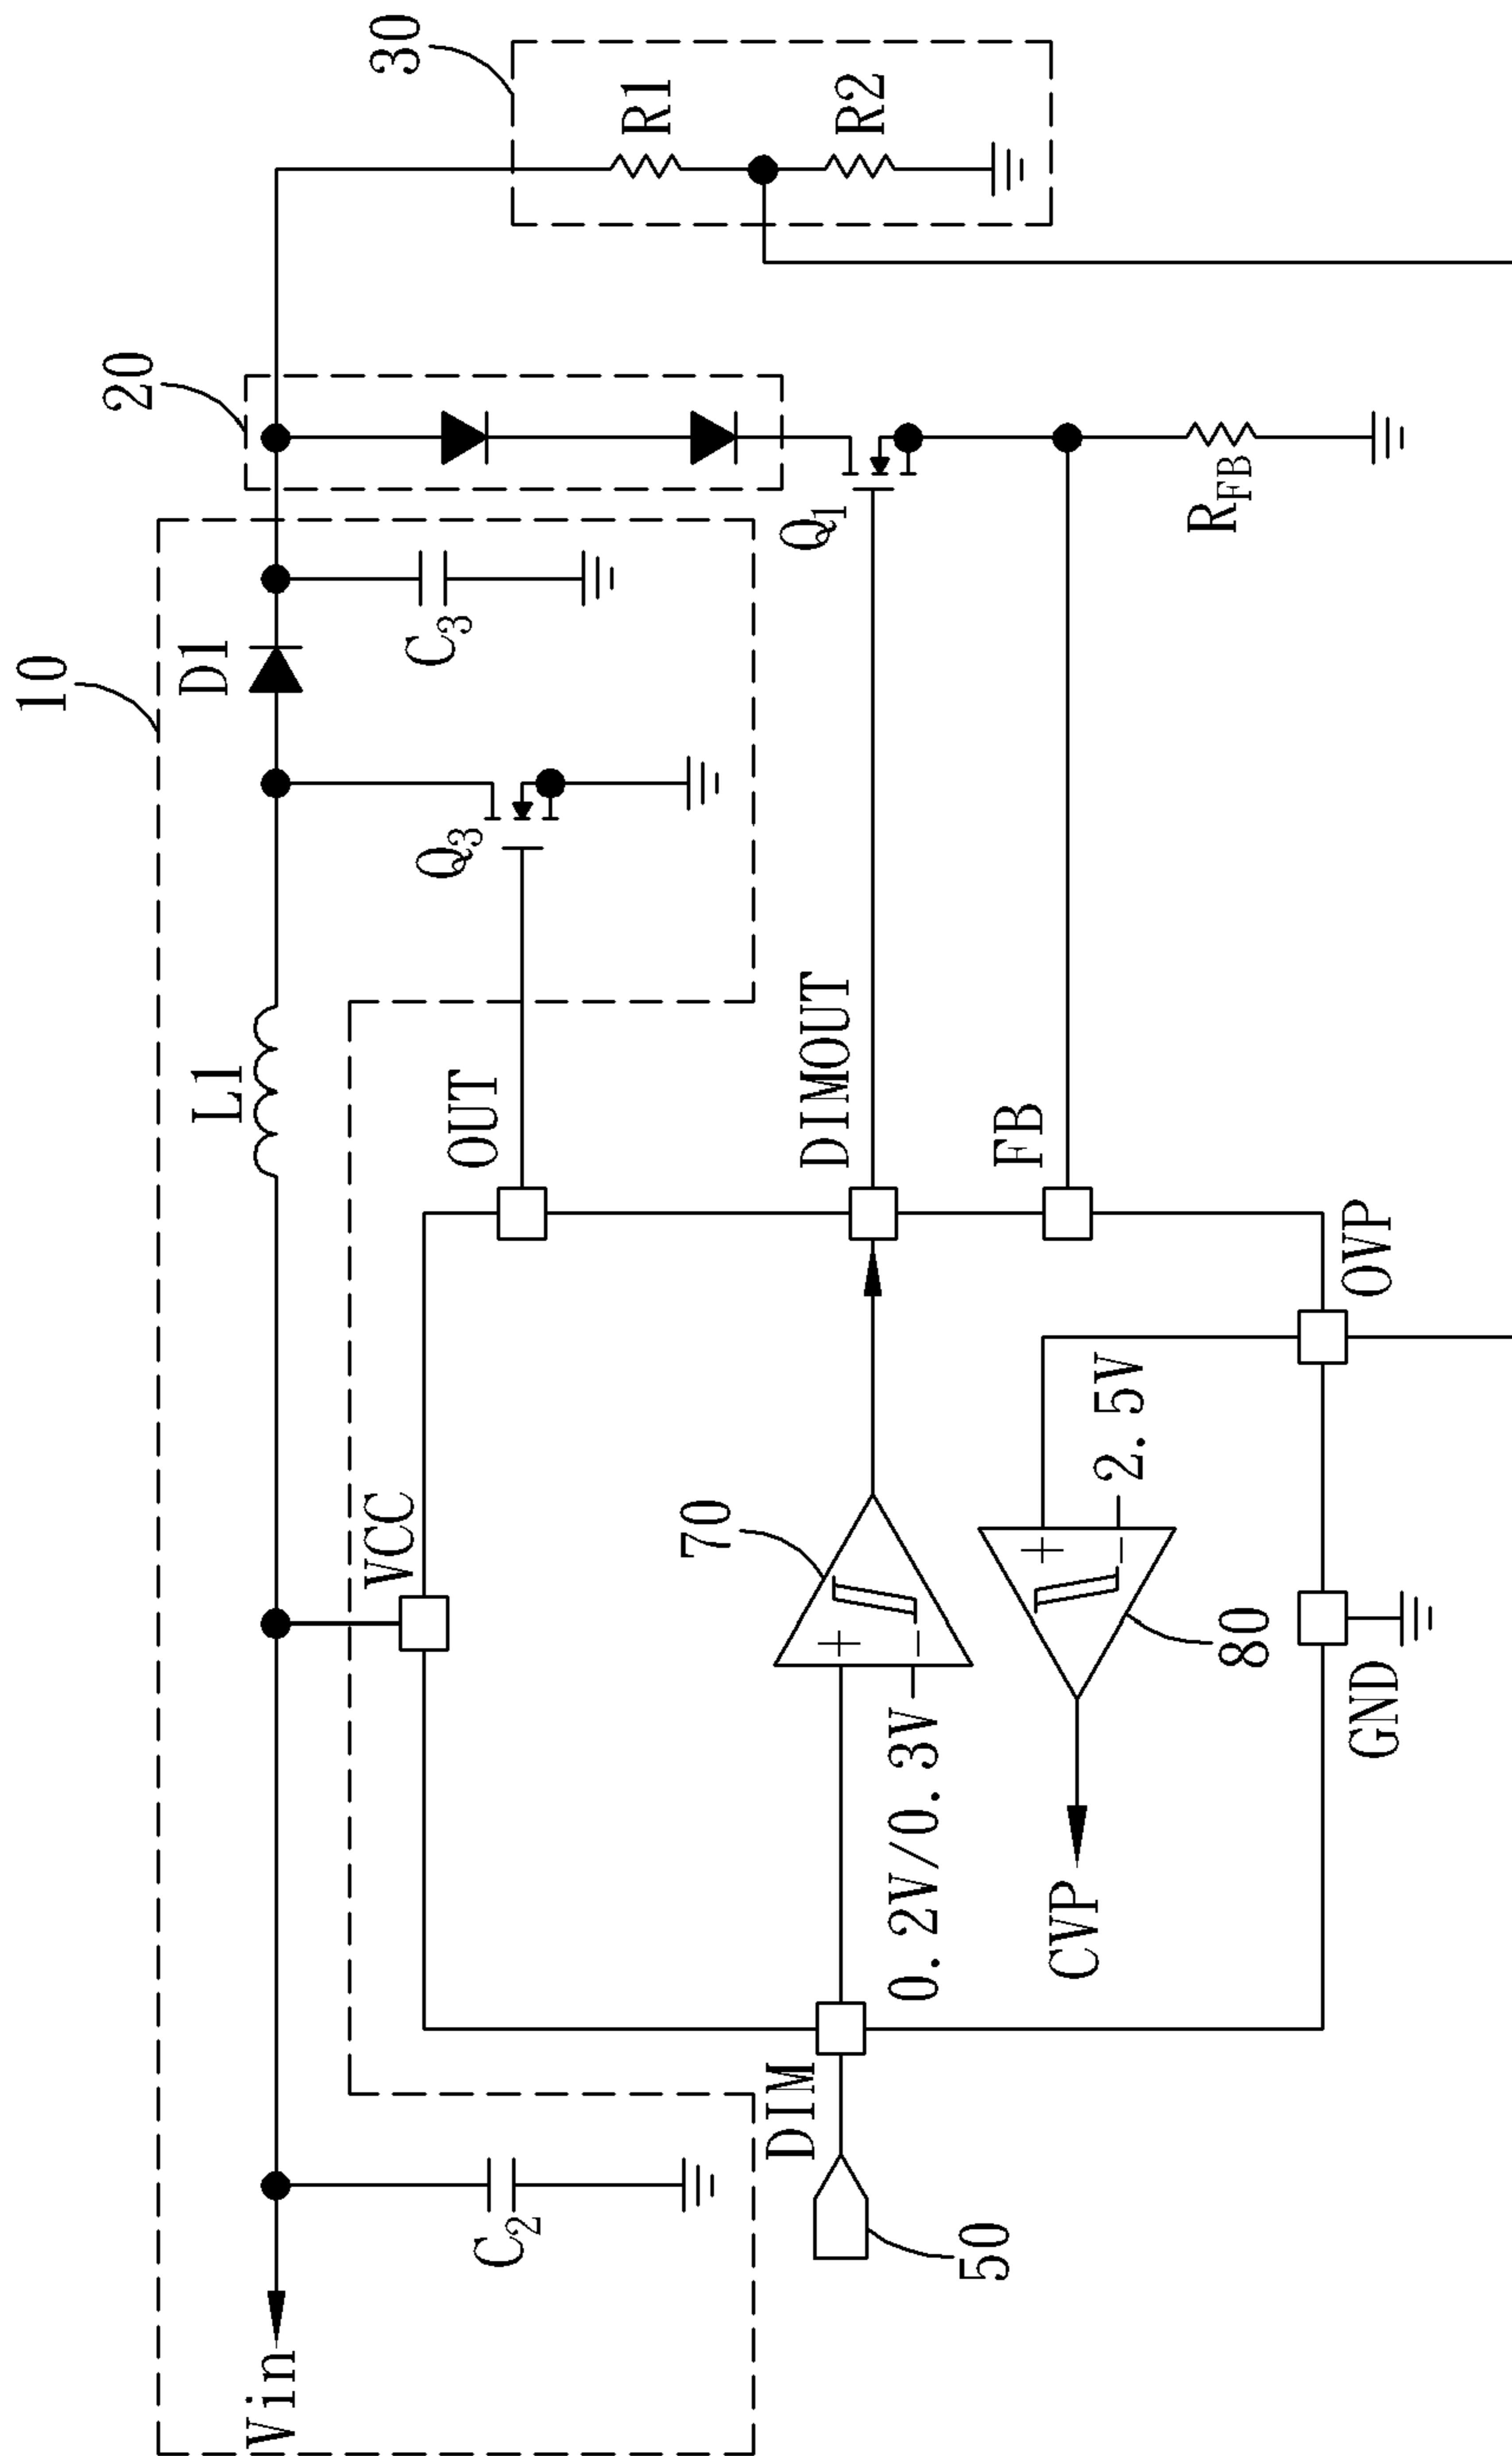 10
20
30
D1
L1
R1
R2
C3
Q3
Q1
RFB
OUT
DIMOUT
FB
VCC
OVP
2.5V
70
80
GND
0.2V/0.3V
CVP
DIM
50
C2
Vin